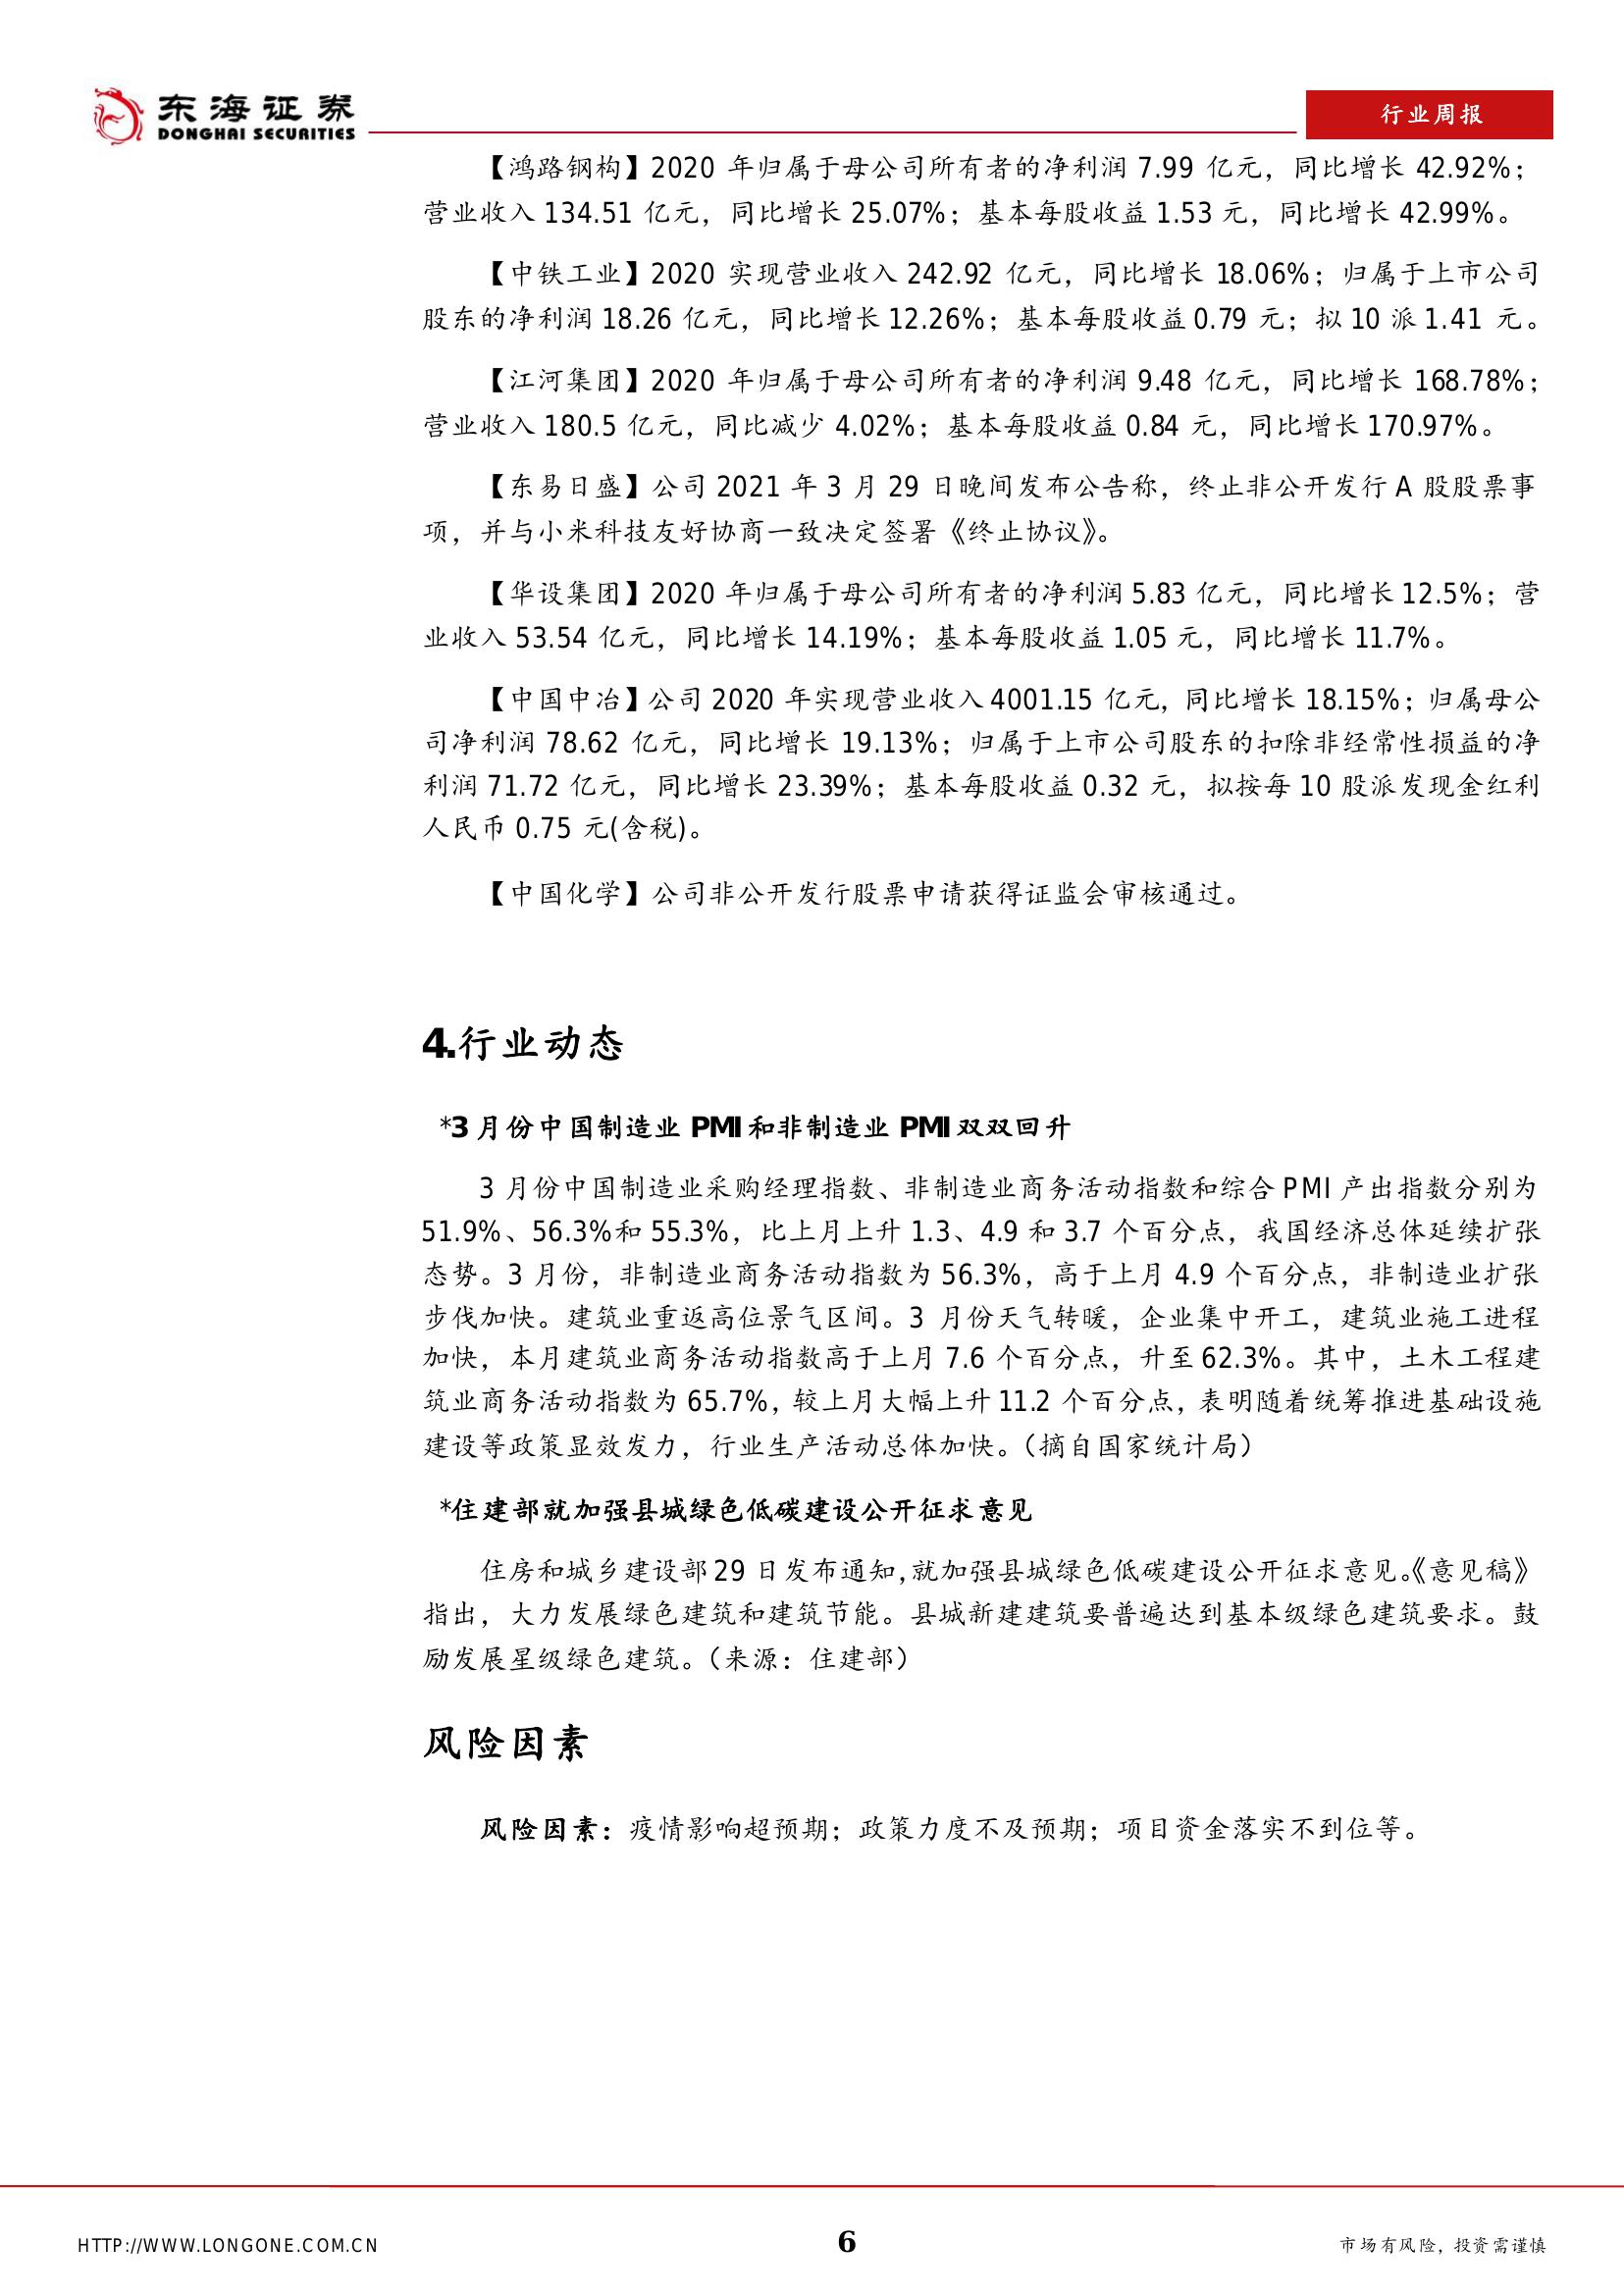 东海证券
DONGHAI SECURITIES
行业周报
【鸿路钢构】2020 年归属于母公司所有者的净利润 7.99 亿元，同比增长 42.92%；
营业收入 134.51 亿元，同比增长 25.07%；基本每股收益 1.53 元，同比增长 42.99%。
【中铁工业】2020 实现营业收入 242.92 亿元，同比增长 18.06%；归属于上市公司
股东的净利润 18.26 亿元，同比增长 12.26%；基本每股收益 0.79 元；拟 10 派 1.41 元。
【江河集团】2020 年归属于母公司所有者的净利润 9.48 亿元，同比增长 168.78%；
营业收入 180.5 亿元，同比减少 4.02%；基本每股收益 0.84 元，同比增长 170.97%。
【东易日盛】公司 2021 年 3 月 29 日晚间发布公告称，终止非公开发行 A 股股票事
项，并与小米科技友好协商一致决定签署《终止协议》。
【华设集团】2020 年归属于母公司所有者的净利润 5.83 亿元，同比增长 12.5%；营
业收入 53.54 亿元，同比增长 14.19%；基本每股收益 1.05 元，同比增长 11.7%。
【中国中冶】公司 2020 年实现营业收入 4001.15 亿元，同比增长 18.15%；归属母公
司净利润 78.62 亿元，同比增长 19.13%；归属于上市公司股东的扣除非经常性损益的净
利润 71.72 亿元，同比增长 23.39%；基本每股收益 0.32 元，拟按每 10 股派发现金红利
人民币 0.75 元(含税)。
【中国化学】公司非公开发行股票申请获得证监会审核通过。
4.行业动态
*3 月份中国制造业 PMI 和非制造业 PMI 双双回升
3 月份中国制造业采购经理指数、非制造业商务活动指数和综合 PMI 产出指数分别为
51.9%、56.3%和 55.3%，比上月上升 1.3、4.9 和 3.7 个百分点，我国经济总体延续扩张
态势。3 月份，非制造业商务活动指数为 56.3%，高于上月 4.9 个百分点，非制造业扩张
步伐加快。建筑业重返高位景气区间。3 月份天气转暖，企业集中开工，建筑业施工进程
加快，本月建筑业商务活动指数高于上月 7.6 个百分点，升至 62.3%。其中，土木工程建
筑业商务活动指数为 65.7%，较上月大幅上升 11.2 个百分点，表明随着统筹推进基础设施
建设等政策显效发力，行业生产活动总体加快。（摘自国家统计局）
*住建部就加强县城绿色低碳建设公开征求意见
住房和城乡建设部 29 日发布通知，就加强县城绿色低碳建设公开征求意见。《意见稿》
指出，大力发展绿色建筑和建筑节能。县城新建建筑要普遍达到基本级绿色建筑要求。鼓
励发展星级绿色建筑。（来源：住建部）
风险因素
风险因素：疫情影响超预期；政策力度不及预期；项目资金落实不到位等。
HTTP://WWW.LONGONE.COM.CN
6
市场有风险，投资需谨慎